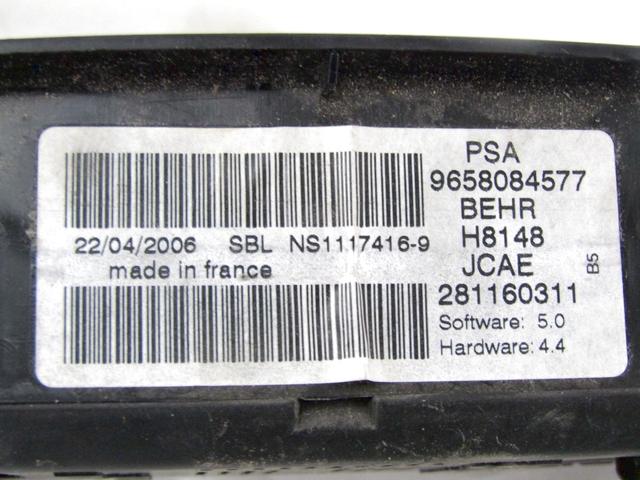 PSA
9658084577
BEHR
22/04/2006 SBL NS1117416-9 H8148
made in france JCAE B5
281160311
Software: 5.0
Hardware: 4.4